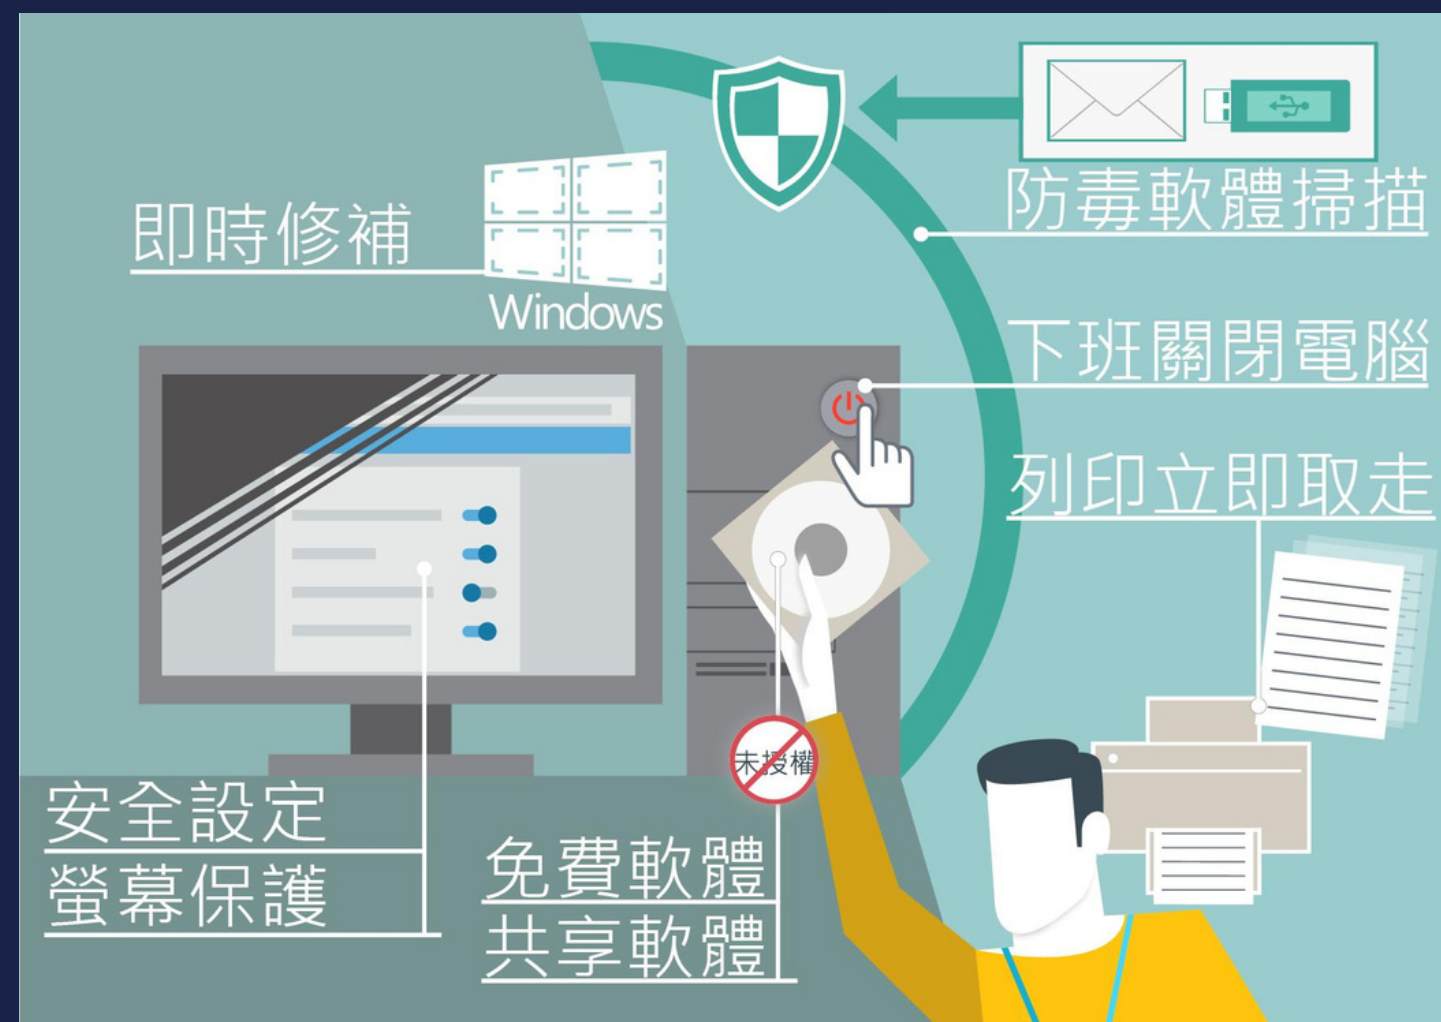 防毒軟體掃描
即時修補
Windows
下班關閉電腦
列印立即取走
未授權
安全設定
螢幕保護
免費軟體
共享軟體